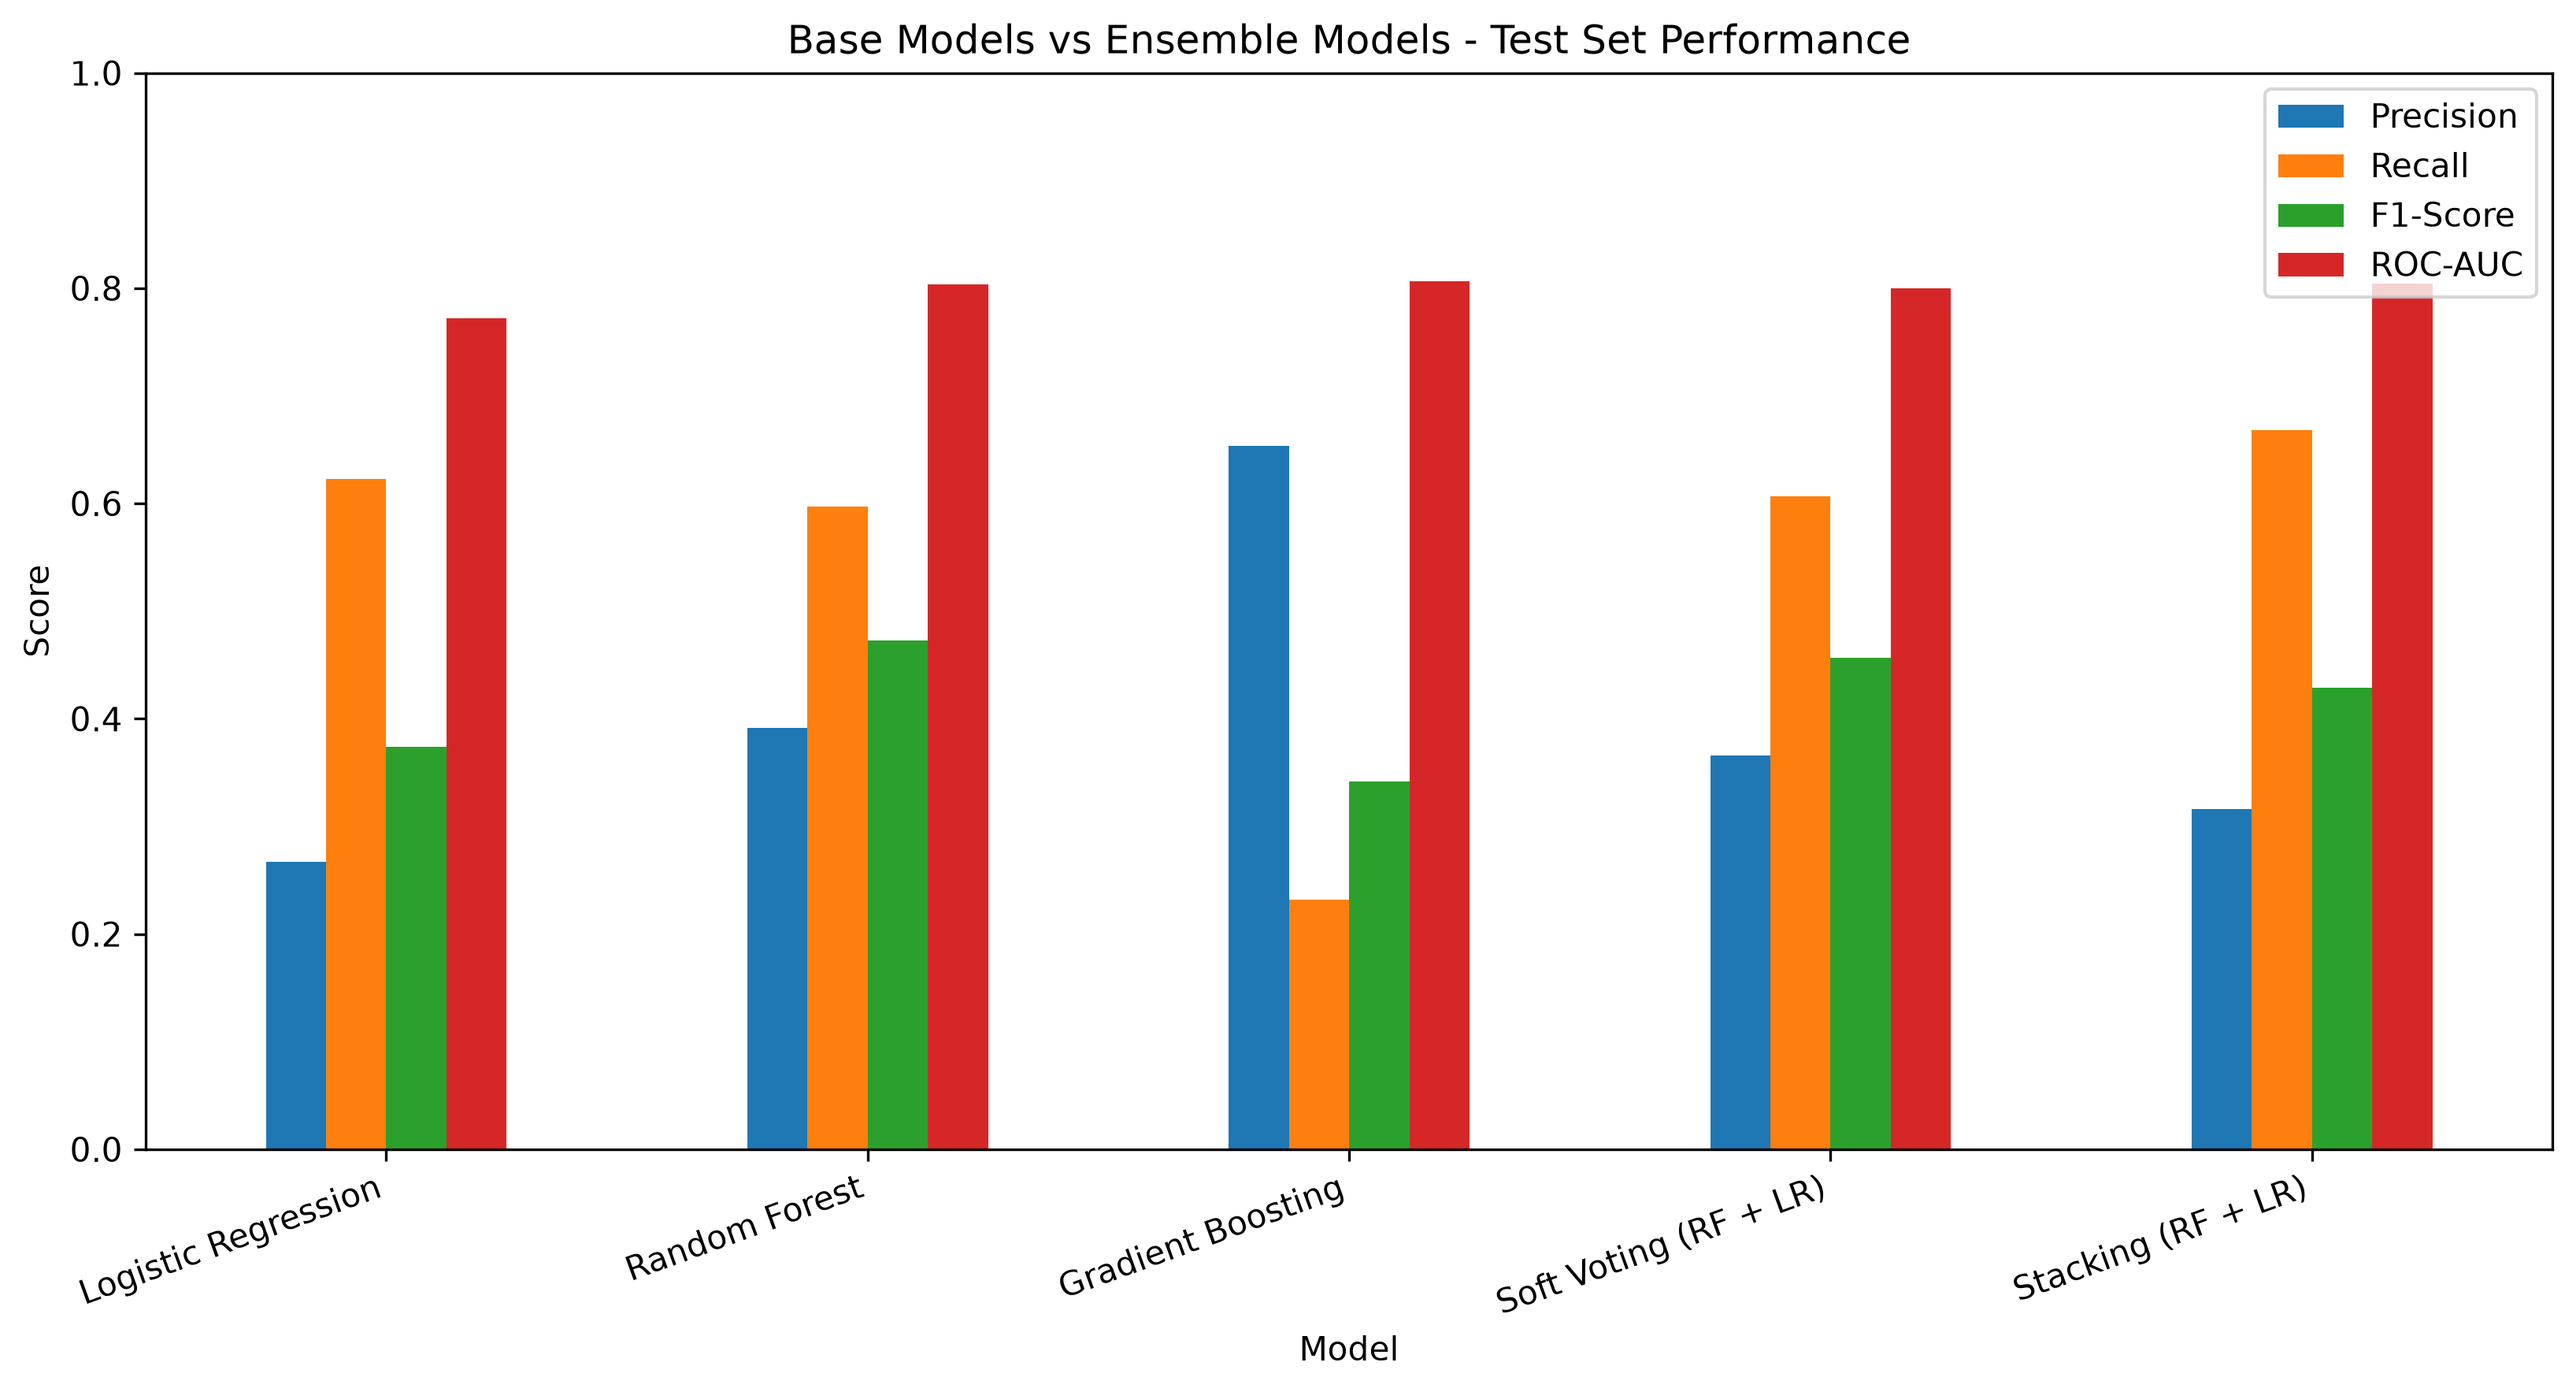 Base Models vs Ensemble Models - Test Set Performance
1.0
0.8
0.6
0.4
0.2
0.0
Score
Precision
Recall
F1-Score
ROC-AUC
Logistic Regression
Random Forest
Gradient Boosting
Soft Voting (RF + LR)
Stacking (RF + LR)
Model